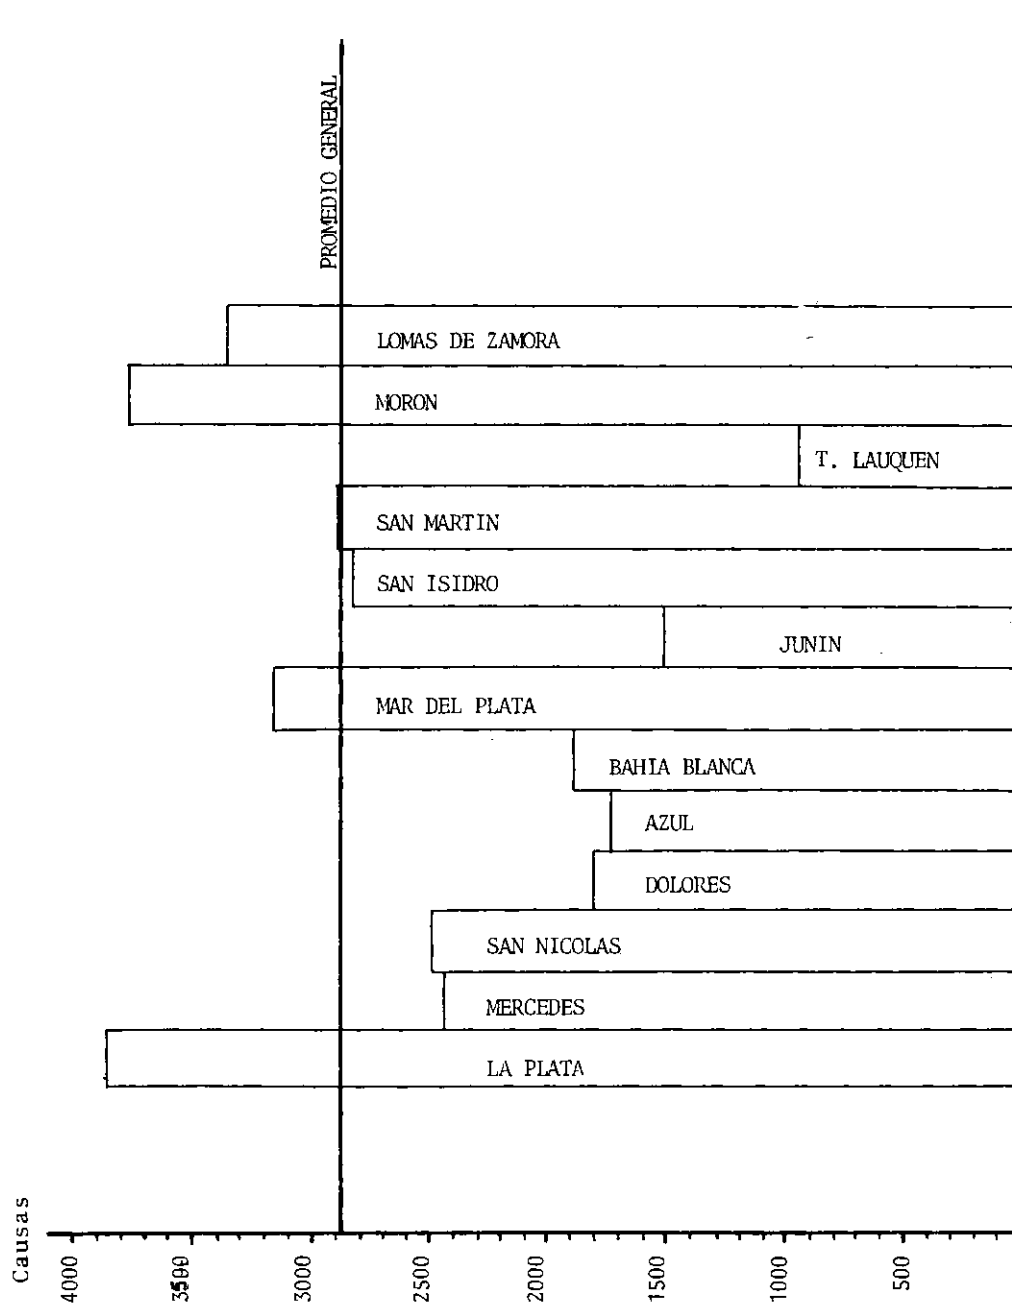 PROMEDIO GENERAL
LOMAS DE ZAMORA
MORON
T. LAUQUEN
SAN MARTIN
SAN ISIDRO
JUNIN
MAR DEL PLATA
BAHIA BLANCA
AZUL
DOLORES
SAN NICOLAS
MERCEDES
LA PLATA
Causas
4000
3500
3000
2500
2000
1500
1000
500